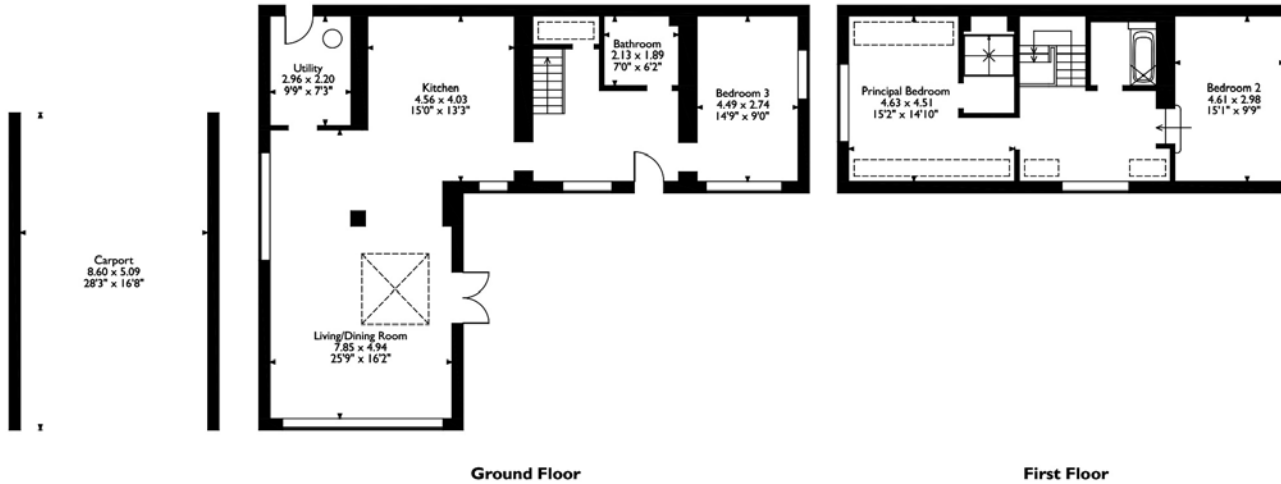 Carport
8.60 x 5.09
28'3" x 16'8"
Utility
2.96 x 2.20
9'9" x 7'3"
Kitchen
4.56 x 4.03
15'0" x 13'3"
Bathroom
2.13 x 1.89
7'0" x 6'2"
Bedroom 3
4.49 x 2.74
14'9" x 9'0"
Living/Dining Room
7.85 x 4.94
25'9" x 16'2"
Principal Bedroom
4.63 x 4.51
15'2" x 14'10"
Bedroom 2
4.61 x 2.98
15'1" x 9'9"
Ground Floor
First Floor